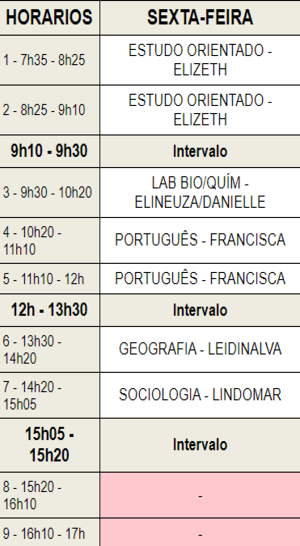 HORARIOS SEXTA-FEIRA
1 - 7h35 - 8h25
ESTUDO ORIENTADO -
ELIZETH
2 - 8h25 - 9h10
ESTUDO ORIENTADO -
ELIZETH
9h10 - 9h30 Intervalo
3 - 9h30 - 10h20
LAB BIO/QUÍM -
ELINEUZA/DANIELLE
4 - 10h20 -
11h10
PORTUGUÊS - FRANCISCA
5 - 11h10 - 12h PORTUGUÊS - FRANCISCA
12h - 13h30 Intervalo
6 - 13h30 -
14h20
GEOGRAFIA - LEIDINALVA
7 - 14h20 -
15h05
SOCIOLOGIA - LINDOMAR
15h05 -
15h20
Intervalo
8 - 15h20 -
16h10
-
9 - 16h10 - 17h -